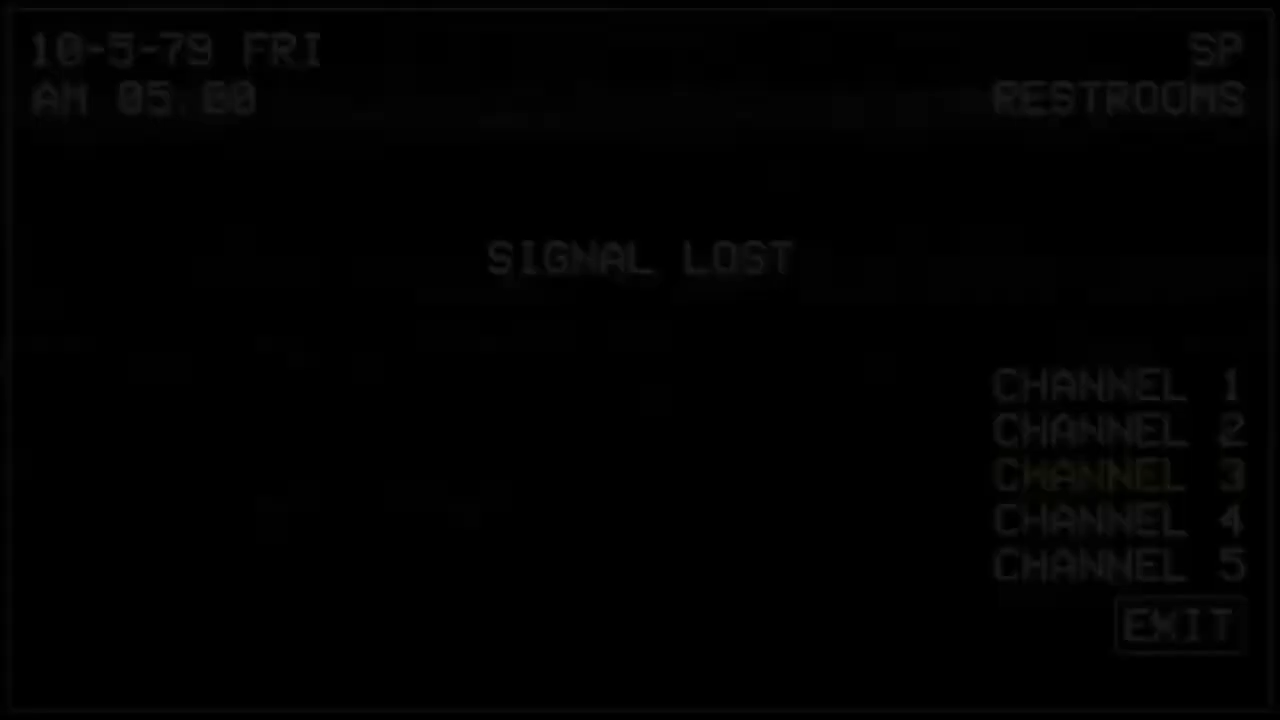 10-5-79 FRI
SP
AM 05:00
RESTROOMS
SIGNAL LOST
CHANNEL 1
CHANNEL 2
CHANNEL 3
CHANNEL 4
CHANNEL 5
EXIT